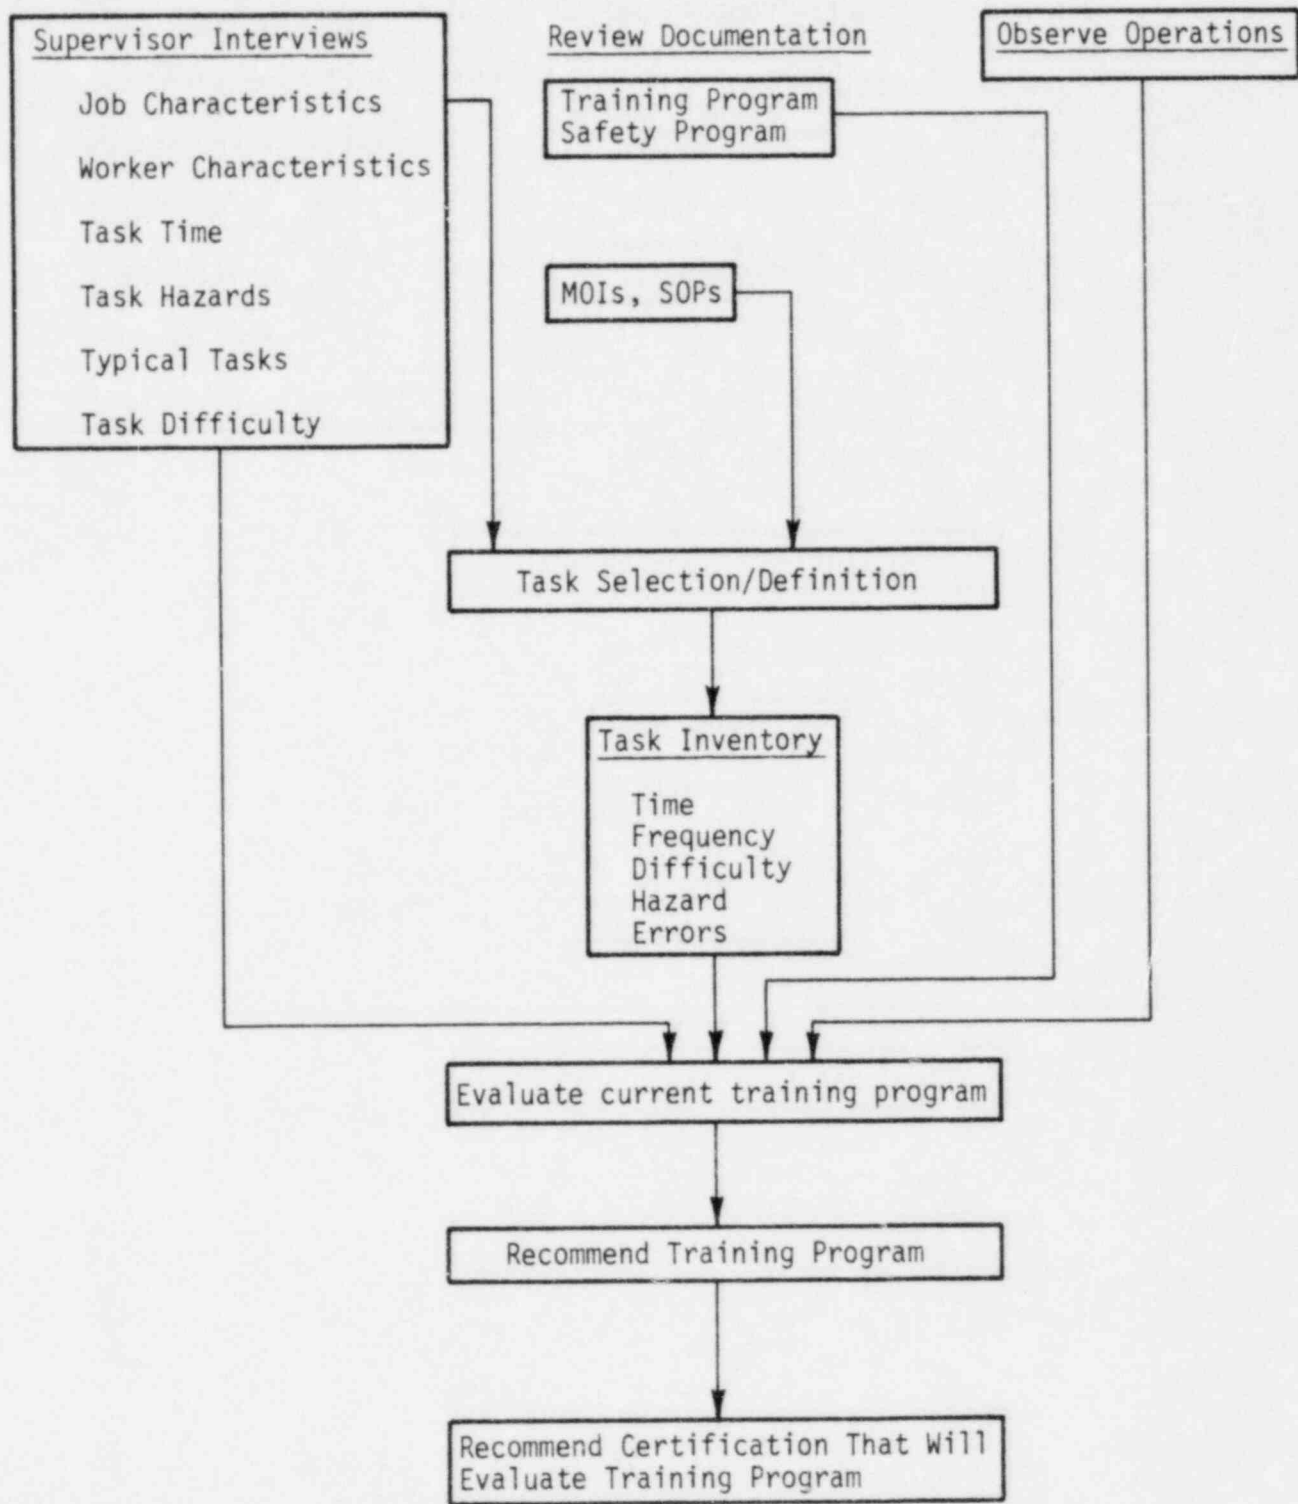 Supervisor Interviews
Job Characteristics
Worker Characteristics
Task Time
Task Hazards
Typical Tasks
Task Difficulty
Review Documentation
Training Program
Safety Program
MOIs, SOPs
Observe Operations
Task Selection/Definition
Task Inventory
Time
Frequency
Difficulty
Hazard
Errors
Evaluate current training program
Recommend Training Program
Recommend Certification That Will
Evaluate Training Program